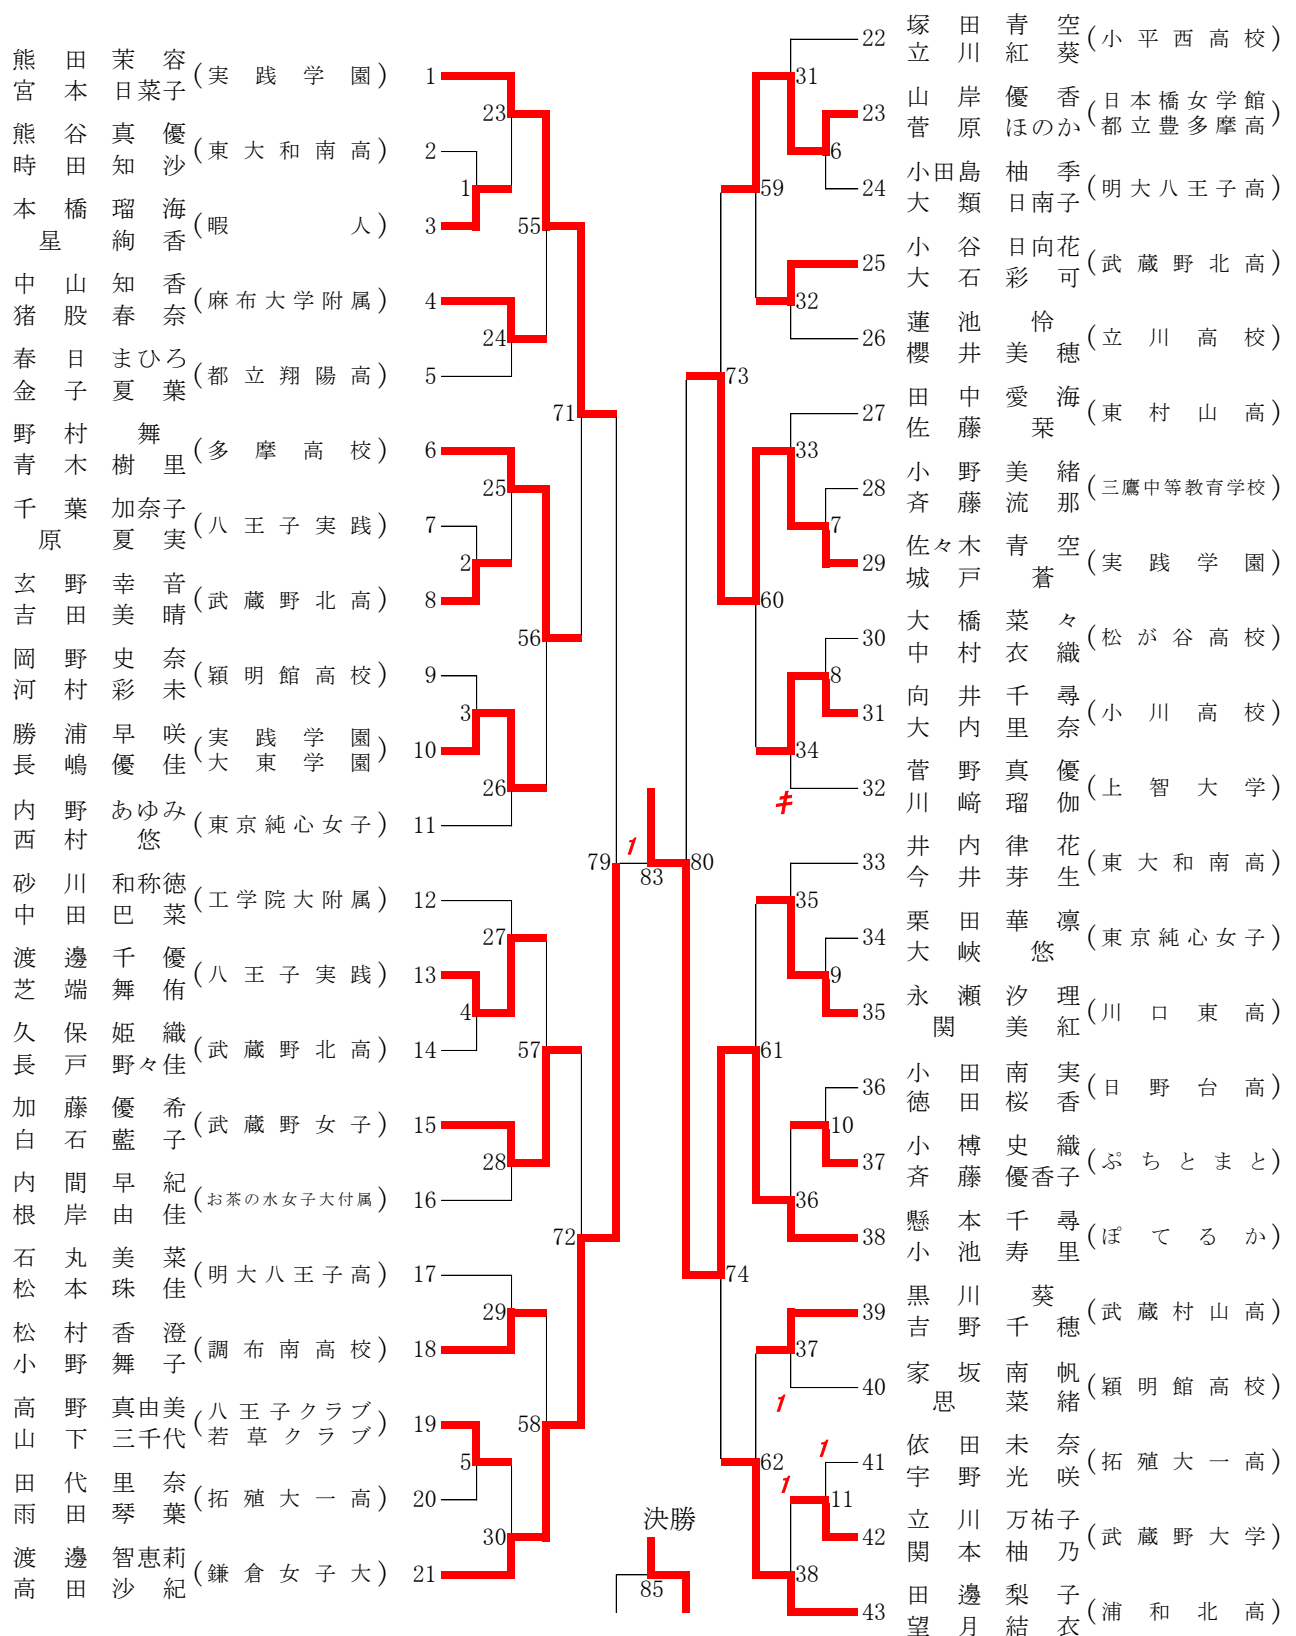 熊田茉容
宮本日菜子
(実践学園) 1
熊谷真優
時田知沙
(東大和南高) 2
本橋瑠海
星絢香
(暇人) 3
中山知香
猪股春奈
(麻布大学附属) 4
春日まひろ
金子夏葉
(都立翔陽高) 5
野村舞
青木樹里
(多摩高校) 6
千葉加奈子
原夏実
(八王子実践) 7
玄野幸音
吉田美晴
(武蔵野北高) 8
岡野史奈
河村彩未
(穎明館高校) 9
勝浦早咲
長嶋優佳
(実践学園
大東学園) 10
内野あゆみ
西村悠
(東京純心女子) 11
砂川和称徳
中田巴菜
(工学院大附属) 12
渡邊千優
芝端舞侑
(八王子実践) 13
久保姫織
長戸野々佳
(武蔵野北高) 14
加藤優希
白石藍子
(武蔵野女子) 15
内間早紀
根岸由佳
(お茶の水女子大付属) 16
石丸美菜
松本珠佳
(明大八王子高) 17
松村香澄
小野舞子
(調布南高校) 18
高野真由美
山下三千代
(八王子クラブ
若草クラブ) 19
田代里奈
雨田琴葉
(拓殖大一高) 20
渡邊智恵莉
高田沙紀
(鎌倉女子大) 21
23
1
55
24
71
25
2
56
3
26
79
27
4
57
28
72
29
58
5
30
1
83
80
決勝
85
31
6
59
32
73
33
7
60
8
34
キ
35
9
61
10
36
74
37
1
62
1
1
11
38
22 塚田青空
立川紅葵
(小平西高校)
23 山岸優香
菅原ほのか
(日本橋女学館
都立豊多摩高)
24 小田島柚季
大類日南子
(明大八王子高)
25 小谷日向花
大石彩可
(武蔵野北高)
26 蓮池怜
櫻井美穂
(立川高校)
27 田中愛海
佐藤栞
(東村山高)
28 小野美緒
斉藤流那
(三鷹中等教育学校)
29 佐々木青空
城戸蒼
(実践学園)
30 大橋菜々
中村衣織
(松が谷高校)
31 向井千尋
大内里奈
(小川高校)
32 菅野真優
川﨑瑠伽
(上智大学)
33 井内律花
今井芽生
(東大和南高)
34 栗田華凛
大峽悠
(東京純心女子)
35 永瀬汐理
関美紅
(川口東高)
36 小田南実
徳田桜香
(日野台高)
37 小榑史織
斉藤優香子
(ぷちとまと)
38 懸本千尋
小池寿里
(ぽてるか)
39 黒川葵
吉野千穂
(武蔵村山高)
40 家坂南帆
思菜緒
(穎明館高校)
41 依田未奈
宇野光咲
(拓殖大一高)
42 立川万祐子
関本柚乃
(武蔵野大学)
43 田邊梨子
望月結衣
(浦和北高)